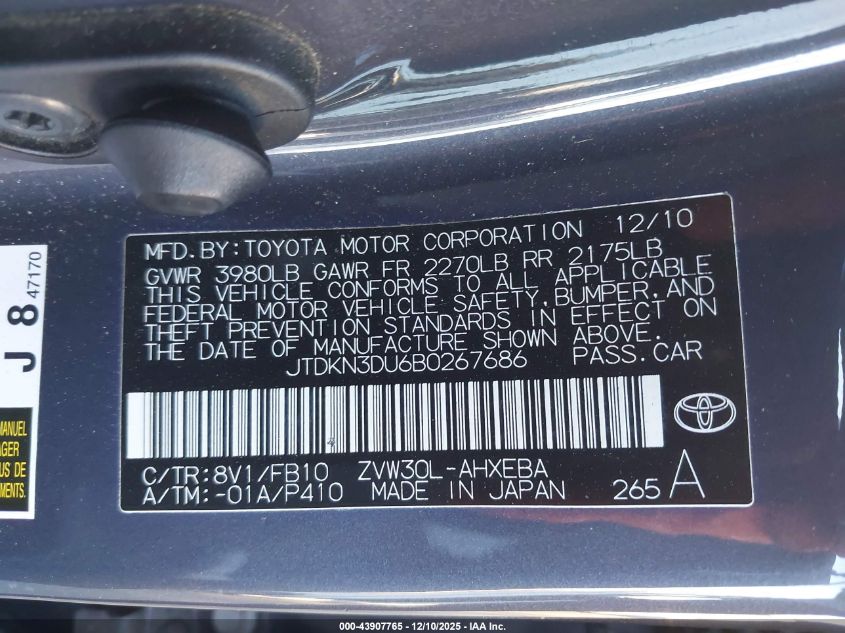 MFD.BY:TOYOTA MOTOR CORPORATION 12/10
GVWR 3980LB GAWR FR 2270LB RR 2175LB
THIS VEHICLE CONFORMS TO ALL APPLICABLE
FEDERAL MOTOR VEHICLE SAFETY,BUMPER,AND
THEFT PREVENTION STANDARDS IN EFFECT ON
THE DATE OF MANUFACTURE SHOWN ABOVE.
JTDKN3DU6B0267686 PASS.CAR
C/TR:8V1/FB10 ZVW30L-AHXEBA
A/TM:-01A/P410 MADE IN JAPAN 265 A
J 8 47170
MANUEL
AGER
MENTS.
000-43907765 - 12/10/2025 - IAA Inc.